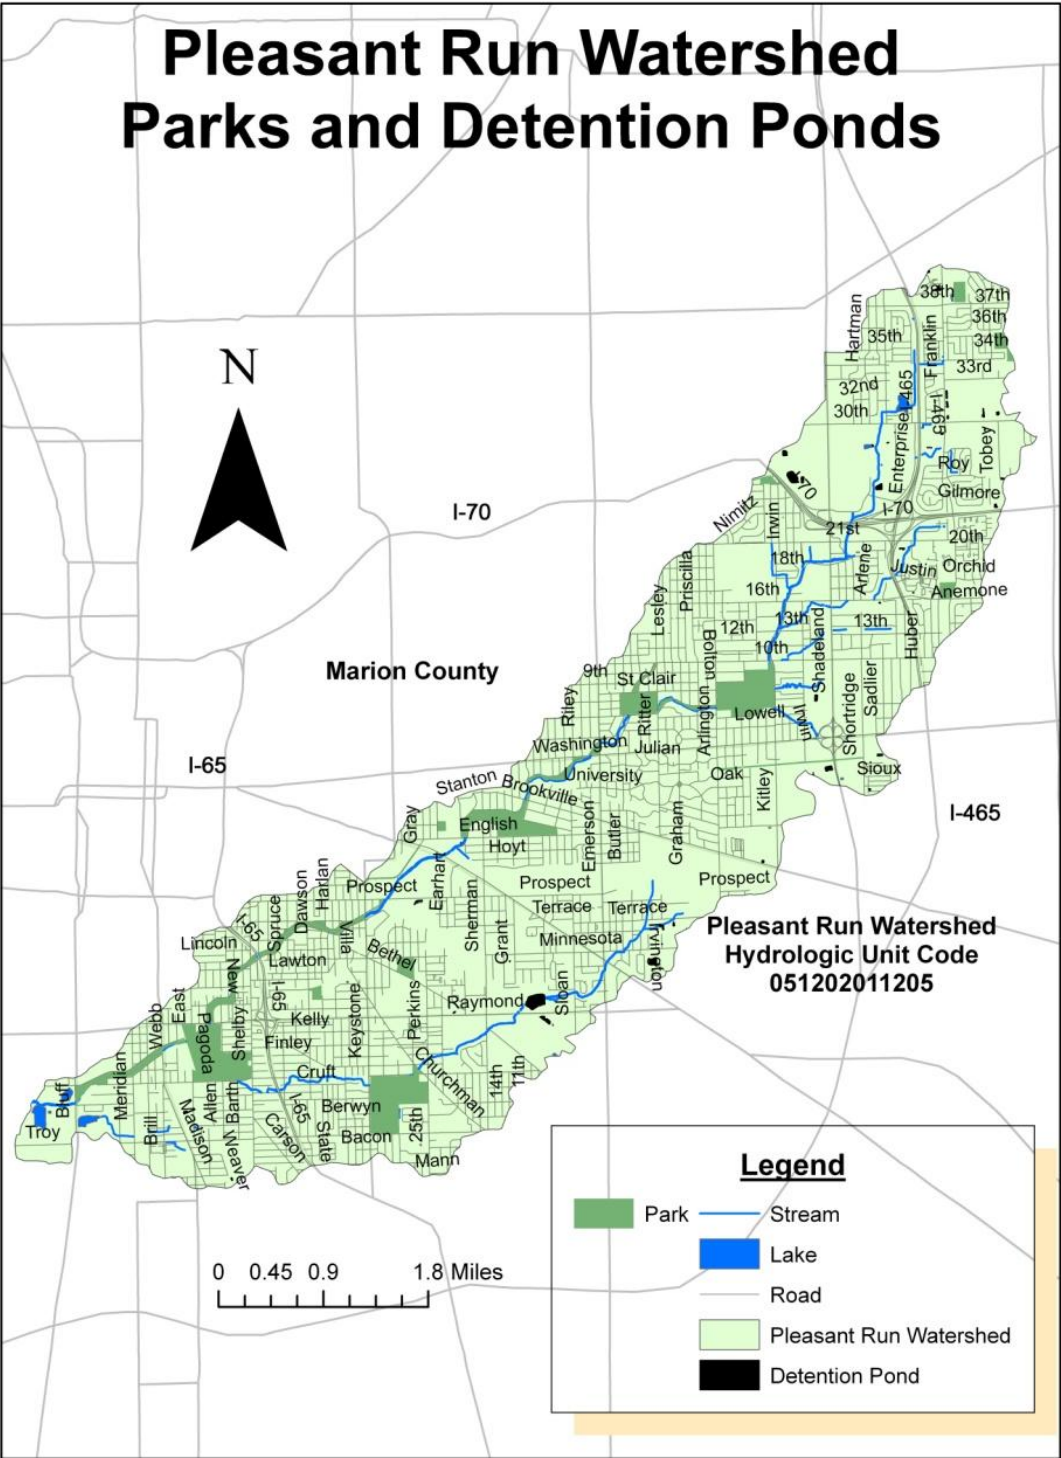 Pleasant Run Watershed
Parks and Detention Ponds
N
38th
37th
36th
34th
33rd
Hartman
35th
Franklin
32nd
30th
I-465
I-465
Enterprise
Tobey
Roy
Gilmore
I-70
I-70
I-70
Nimitz
Irwin
21st
20th
18th
Arlene
Justin
Orchid
Anemone
Priscilla
Lesley
16th
13th
13th
12th
10th
Bolton
Shadeland
Huber
Marion County
9th
St Clair
Riley
Ritter
Arlington
Lowell
Irwin
Shortridge
Sadlier
Washington
Julian
I-65
Stanton
Brookville
University
Oak
Kitley
Sioux
I-465
Gray
English
Hoyt
Emerson
Butler
Graham
Harlan
Prospect
Earhart
Prospect
Prospect
Dawson
Spruce
Sherman
Grant
Terrace
Terrace
I-65
Lincoln
Villa
Bethel
Minnesota
Irvington
Pleasant Run Watershed
Hydrologic Unit Code
051202011205
Lawton
New
I-65
Keystone
Perkins
Raymond
Sloan
Webb
East
Pagoda
Shelby
Kelly
Finley
Meridian
Cruft
Churchman
14th
11th
Bluff
Troy
Brill
Madison
Allen
Barth
Weaver
I-65
Carson
State
Berwyn
Bacon
25th
Mann
0 0.45 0.9 1.8 Miles
Legend
Park
Stream
Lake
Road
Pleasant Run Watershed
Detention Pond